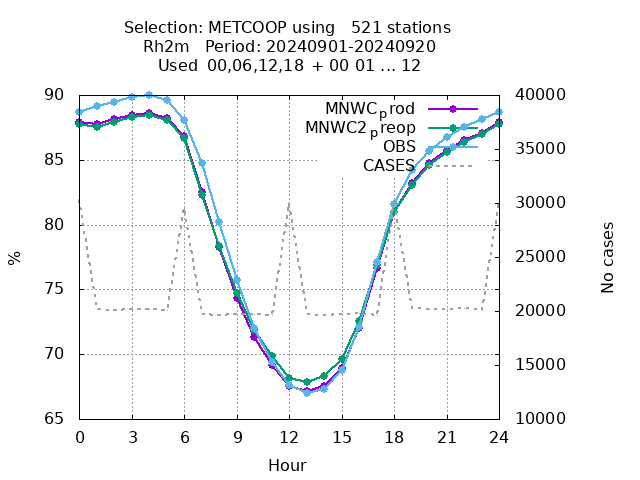 Selection: METCOOP using 521 stations
Rh2m Period: 20240901-20240920
Used 00,06,12,18 + 00 01 ... 12
90 40000
MNWC_prod
MNWC2_preop
OBS
CASES
85 35000
80 30000
75 25000
70 20000
65 15000
10000
%
No cases
0 3 6 9 12 15 18 21 24
Hour